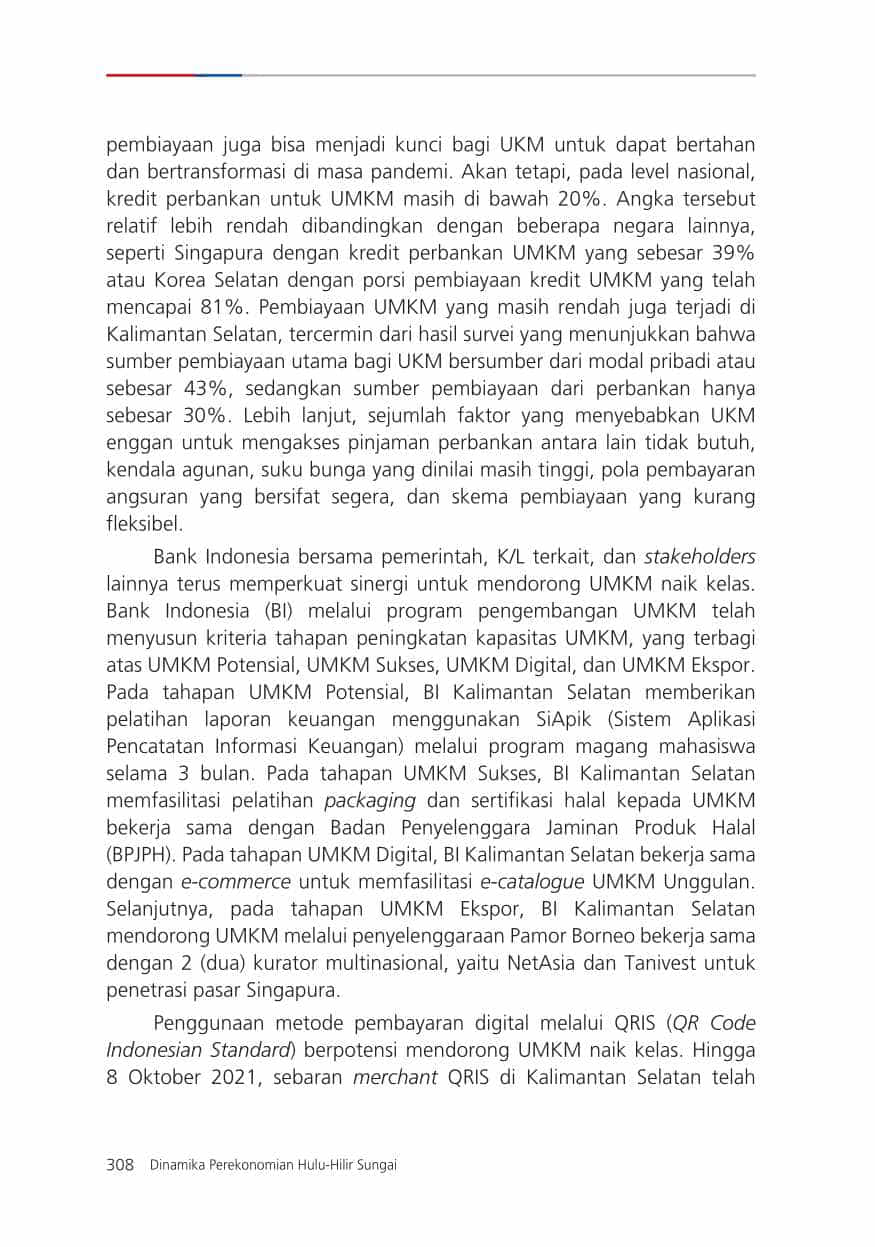 pembiayaan juga bisa menjadi kunci bagi UKM untuk dapat bertahan
dan bertransformasi di masa pandemi. Akan tetapi, pada level nasional,
kredit perbankan untuk UMKM masih di bawah 20%. Angka tersebut
relatif lebih rendah dibandingkan dengan beberapa negara lainnya,
seperti Singapura dengan kredit perbankan UMKM yang sebesar 39%
atau Korea Selatan dengan porsi pembiayaan kredit UMKM yang telah
mencapai 81%. Pembiayaan UMKM yang masih rendah juga terjadi di
Kalimantan Selatan, tercermin dari hasil survei yang menunjukkan bahwa
sumber pembiayaan utama bagi UKM bersumber dari modal pribadi atau
sebesar 43%, sedangkan sumber pembiayaan dari perbankan hanya
sebesar 30%. Lebih lanjut, sejumlah faktor yang menyebabkan UKM
enggan untuk mengakses pinjaman perbankan antara lain tidak butuh,
kendala agunan, suku bunga yang dinilai masih tinggi, pola pembayaran
angsuran yang bersifat segera, dan skema pembiayaan yang kurang
fleksibel.
Bank Indonesia bersama pemerintah, K/L terkait, dan stakeholders
lainnya terus memperkuat sinergi untuk mendorong UMKM naik kelas.
Bank Indonesia (BI) melalui program pengembangan UMKM telah
menyusun kriteria tahapan peningkatan kapasitas UMKM, yang terbagi
atas UMKM Potensial, UMKM Sukses, UMKM Digital, dan UMKM Ekspor.
Pada tahapan UMKM Potensial, BI Kalimantan Selatan memberikan
pelatihan laporan keuangan menggunakan SiApik (Sistem Aplikasi
Pencatatan Informasi Keuangan) melalui program magang mahasiswa
selama 3 bulan. Pada tahapan UMKM Sukses, BI Kalimantan Selatan
memfasilitasi pelatihan packaging dan sertifikasi halal kepada UMKM
bekerja sama dengan Badan Penyelenggara Jaminan Produk Halal
(BPJPH). Pada tahapan UMKM Digital, BI Kalimantan Selatan bekerja sama
dengan e-commerce untuk memfasilitasi e-catalogue UMKM Unggulan.
Selanjutnya, pada tahapan UMKM Ekspor, BI Kalimantan Selatan
mendorong UMKM melalui penyelenggaraan Pamor Borneo bekerja sama
dengan 2 (dua) kurator multinasional, yaitu NetAsia dan Tanivest untuk
penetrasi pasar Singapura.
Penggunaan metode pembayaran digital melalui QRIS (QR Code
Indonesian Standard) berpotensi mendorong UMKM naik kelas. Hingga
8 Oktober 2021, sebaran merchant QRIS di Kalimantan Selatan telah
308 Dinamika Perekonomian Hulu-Hilir Sungai